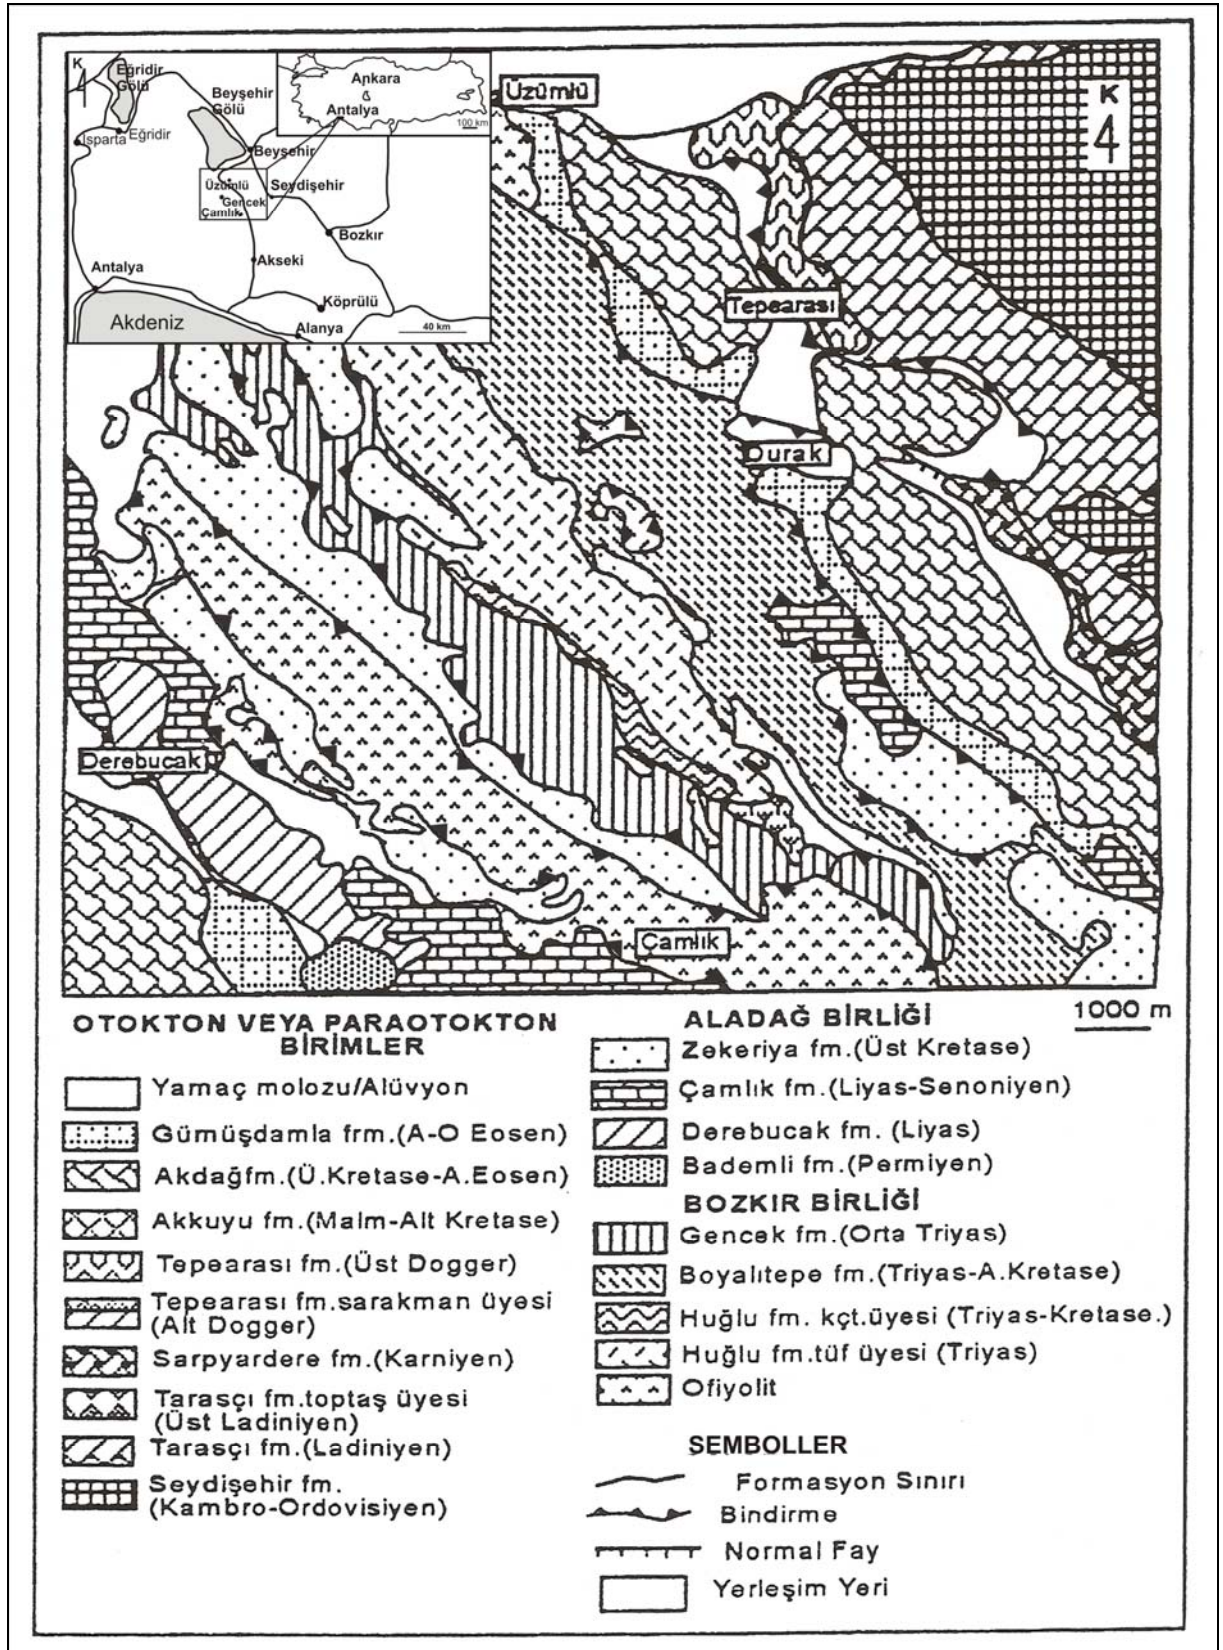 K
Eğridir
Gölü
Isparta
Eğridir
Beyşehir
Gölü
Beyşehir
Ankara
Antalya
100 km
Üzümlü
Gencek
Çamlık
Seydişehir
Bozkır
Akseki
Antalya
Köprülü
Akdeniz
Alanya
40 km
Üzümlü
K
Tepearası
Durak
Derebucak
Çamlık
1000 m
OTOKTON VEYA PARAOTOKTON
BİRİMLER
Yamaç molozu/Alüvyon
Gümüşdamla frm.(A-O Eosen)
Akdağfm.(Ü.Kretase-A.Eosen)
Akkuyu fm.(Malm-Alt Kretase)
Tepearası fm.(Üst Dogger)
Tepearası fm.sarakman üyesi
(Alt Dogger)
Sarpyardere fm.(Karniyen)
Tarasçı fm.toptaş üyesi
(Üst Ladiniyen)
Tarasçı fm.(Ladiniyen)
Seydişehir fm.
(Kambro-Ordovisiyen)
ALADAĞ BİRLİĞİ
Zekeriya fm.(Üst Kretase)
Çamlık fm.(Liyas-Senoniyen)
Derebucak fm. (Liyas)
Bademli fm.(Permiyen)
BOZKIR BİRLİĞİ
Gencek fm.(Orta Triyas)
Boyalıtepe fm.(Triyas-A.Kretase)
Huğlu fm. kçt.üyesi (Triyas-Kretase.)
Huğlu fm.tüf üyesi (Triyas)
Ofiyolit
SEMBOLLER
Formasyon Sınırı
Bindirme
Normal Fay
Yerleşim Yeri